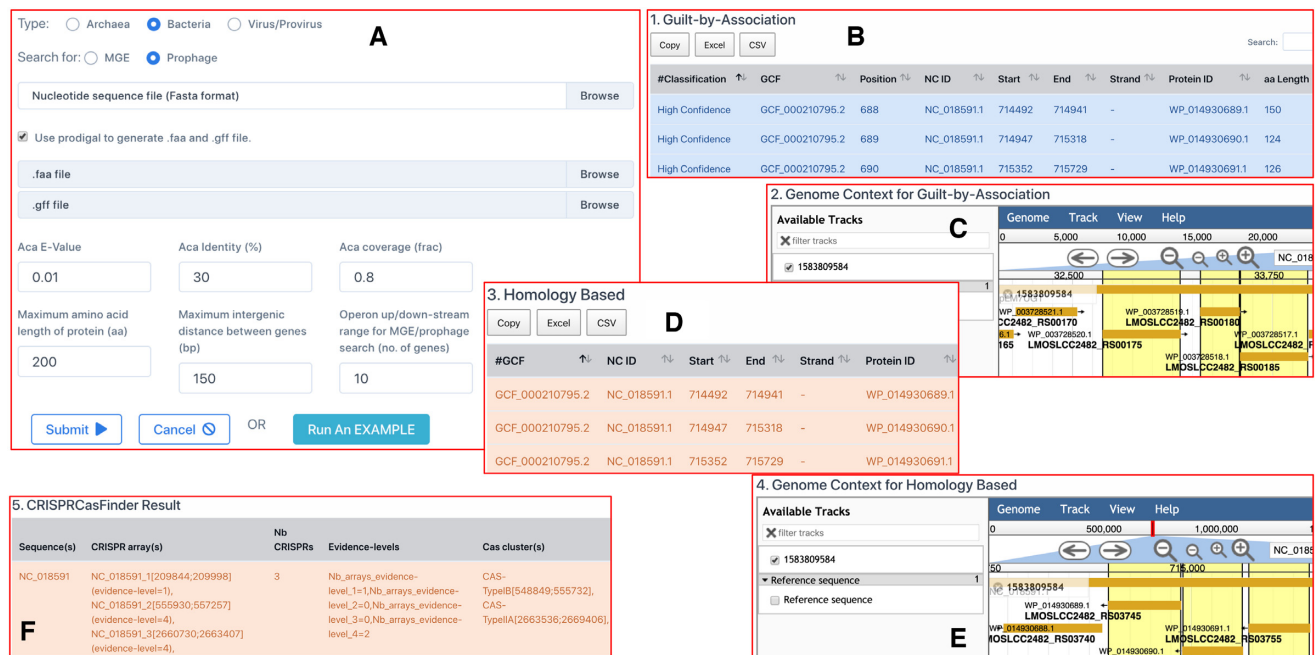 Type: Archaea Bacteria Virus/Provirus
A
Search for: MGE Prophage
Nucleotide sequence file (Fasta format) Browse
Use prodigal to generate .faa and .gff file.
.faa file Browse
.gff file Browse
Aca E-Value Aca Identity (%) Aca coverage (frac)
0.01 30 0.8
Maximum amino acid length of protein (aa)
Maximum intergenic distance between genes (bp)
Operon up/down-stream range for MGE/prophage search (no. of genes)
200 150 10
Submit Cancel OR Run An EXAMPLE
1. Guilt-by-Association
B
Copy Excel CSV Search:
#Classification GCF Position NC ID Start End Strand Protein ID aa Length
High Confidence GCF_000210795.2 688 NC_018591.1 714492 714941 - WP_014930689.1 150
High Confidence GCF_000210795.2 689 NC_018591.1 714947 715318 - WP_014930690.1 124
High Confidence GCF_000210795.2 690 NC_018591.1 715352 715729 - WP_014930691.1 126
2. Genome Context for Guilt-by-Association
Available Tracks
C
filter tracks
1583809584
1
Genome Track View Help
0 5,000 10,000 15,000 20,000
NC_018
32,500 33,750
1583809584
WP_003728521.1 WP_003728519.1
CC2482_RS00170 LMOSLCC2482_RS00180
6.1 WP_003728520.1 WP_003728517.1
165 LMOSLCC2482_RS00175 LMOSLCC2482_R
WP_003728518.1
LMOSLCC2482_RS00185
3. Homology Based
D
Copy Excel CSV
#GCF NC ID Start End Strand Protein ID
GCF_000210795.2 NC_018591.1 714492 714941 - WP_014930689.1
GCF_000210795.2 NC_018591.1 714947 715318 - WP_014930690.1
GCF_000210795.2 NC_018591.1 715352 715729 - WP_014930691.1
4. Genome Context for Homology Based
Available Tracks
filter tracks
1583809584
Reference sequence 1
Reference sequence
E
Genome Track View Help
0 500,000 1,000,000 1
NC_018
50 715,000
1583809584
NC_018591.1
WP_014930689.1
LMOSLCC2482_RS03745
WP_014930688.1 WP_014930691.1
MOSLCC2482_RS03740 LMOSLCC2482_RS03755
WP_014930690.1
5. CRISPRCasFinder Result
Sequence(s) CRISPR array(s) Nb CRISPRs Evidence-levels Cas cluster(s)
NC_018591 NC_018591_1[209844;209998] 3 Nb_arrays_evidence- CAS-
(evidence-level=1), level_1=1,Nb_arrays_evidence- TypeIB[548849;555732],
NC_018591_2[555930;557257] level_2=0,Nb_arrays_evidence- CAS-
(evidence-level=4), level_3=0,Nb_arrays_evidence- TypeIIA[2663536;2669406],
NC_018591_3[2660730;2663407] level_4=2
(evidence-level=4),
F